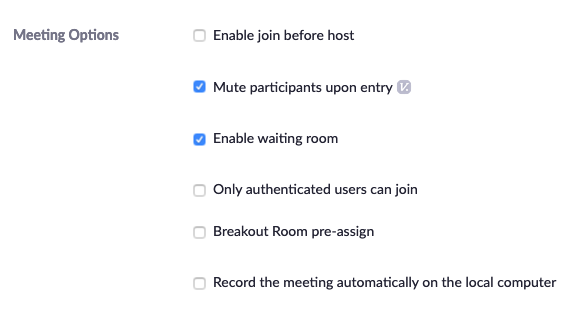 Meeting Options
Enable join before host
Mute participants upon entry
Enable waiting room
Only authenticated users can join
Breakout Room pre-assign
Record the meeting automatically on the local computer